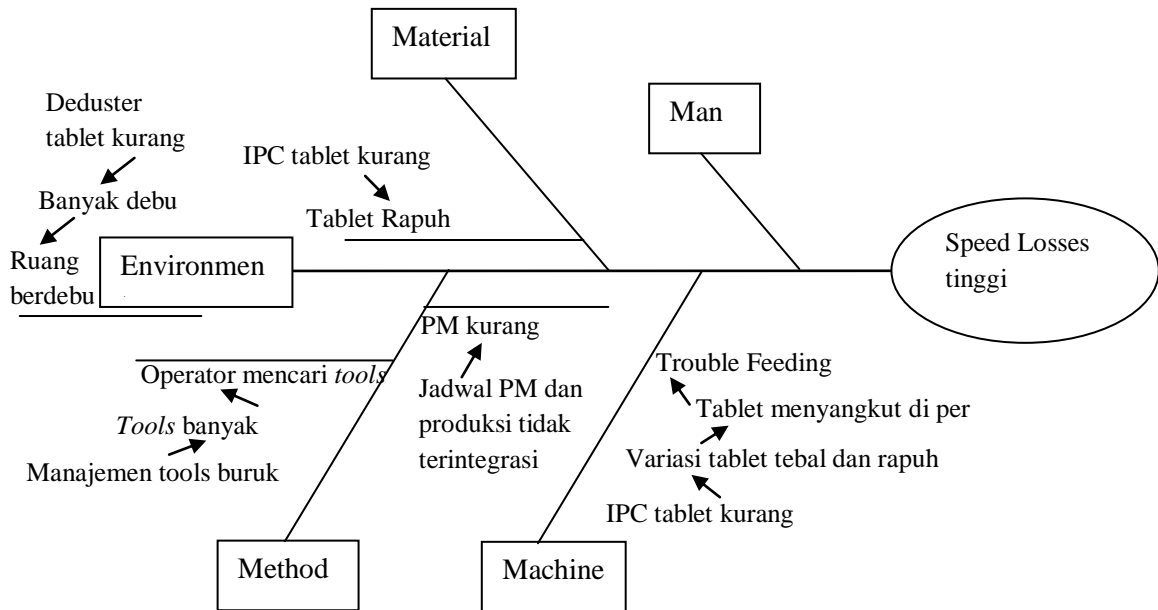 Material
Man
Deduster
tablet kurang
IPC tablet kurang
Banyak debu
Tablet Rapuh
Ruang
berdebu
Environmen
Speed Losses
tinggi
PM kurang
Operator mencari tools
Trouble Feeding
Jadwal PM dan
produksi tidak
terintegrasi
Tablet menyangkut di per
Tools banyak
Variasi tablet tebal dan rapuh
Manajemen tools buruk
IPC tablet kurang
Method
Machine